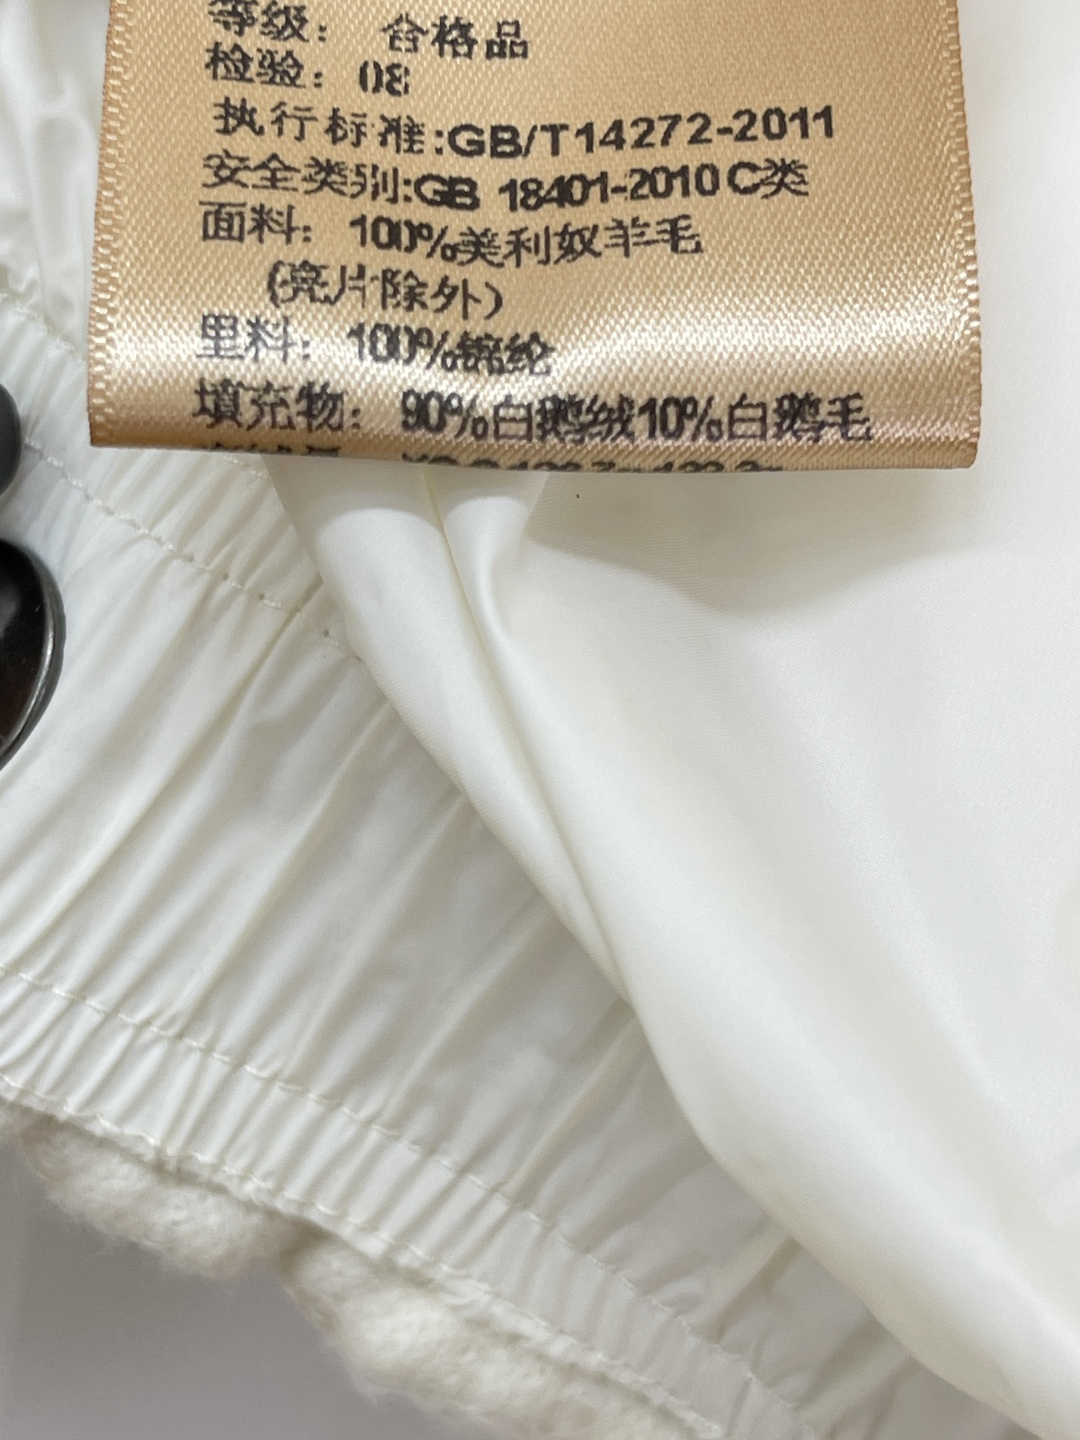 等级： 合格品
检验：08
执行标准:GB/T14272-2011
安全类别:GB 18401-2010 C类
面料：100%美利奴羊毛
(亮片除外)
里料：100%锦纶
填充物：90%白鹅绒10%白鹅毛